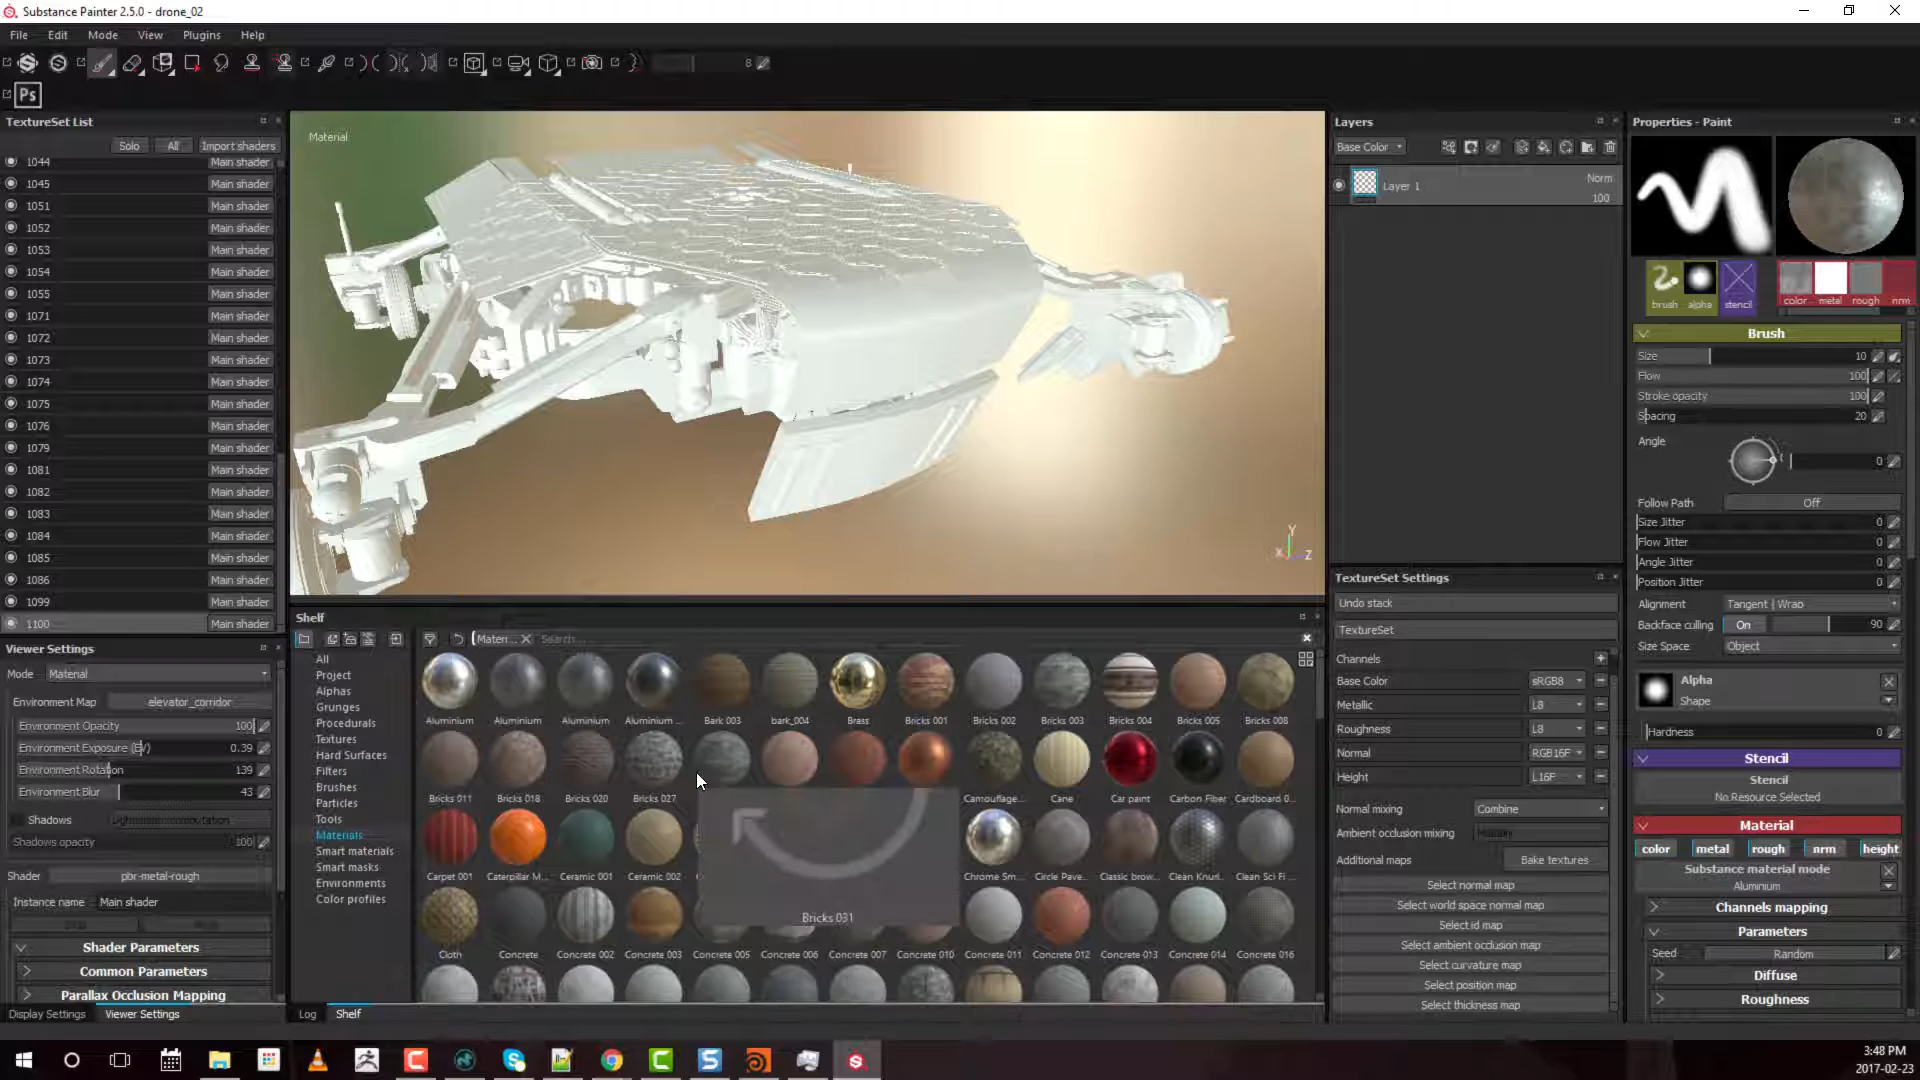 Substance Painter 2.5.0 - drone_02
File Edit Mode View Plugins Help
8
Ps
TextureSet List
Solo All Import shaders
1044 Main shader
1045 Main shader
1051 Main shader
1052 Main shader
1053 Main shader
1054 Main shader
1055 Main shader
1071 Main shader
1072 Main shader
1073 Main shader
1074 Main shader
1075 Main shader
1076 Main shader
1079 Main shader
1081 Main shader
1082 Main shader
1083 Main shader
1084 Main shader
1085 Main shader
1086 Main shader
1099 Main shader
1100 Main shader
Viewer Settings
Mode Material
Environment Map elevator_corridor
Environment Opacity 100
Environment Exposure (EV) 0.39
Environment Rotation 139
Environment Blur 43
Shadows
Shadows opacity 100
Shader pbr-metal-rough
Instance name Main shader
Shader Parameters
Common Parameters
Parallax Occlusion Mapping
Display Settings Viewer Settings
Material
Y
X Z
Shelf
Mater... Search...
All
Project
Alphas
Grunges
Procedurals
Textures
Hard Surfaces
Filters
Brushes
Particles
Tools
Materials
Smart materials
Smart masks
Environments
Color profiles
Aluminium Aluminium Aluminium Aluminium ... Bark 003 bark_004 Brass Bricks 001 Bricks 002 Bricks 003 Bricks 004 Bricks 005 Bricks 008
Bricks 011 Bricks 018 Bricks 020 Bricks 027 Camouflage... Cane Car paint Carbon Fiber Cardboard 0...
Carpet 001 Caterpillar M... Ceramic 001 Ceramic 002 Chrome Sm... Circle Pave... Classic brow... Clean Knurl... Clean Sci Fi ...
Bricks 031
Cloth Concrete Concrete 002 Concrete 003 Concrete 005 Concrete 006 Concrete 007 Concrete 010 Concrete 011 Concrete 012 Concrete 013 Concrete 014 Concrete 016
Log Shelf
Layers
Base Color
Layer 1 Norm
100
TextureSet Settings
Undo stack
TextureSet
Channels
Base Color sRGB8
Metallic L8
Roughness L8
Normal RGB16F
Height L16F
Normal mixing Combine
Ambient occlusion mixing
Additional maps Bake textures
Select normal map
Select world space normal map
Select id map
Select ambient occlusion map
Select curvature map
Select position map
Select thickness map
Properties - Paint
brush alpha stencil color metal rough nrm
Brush
Size 10
Flow 100
Stroke opacity 100
Spacing 20
Angle 0
Follow Path Off
Size Jitter 0
Flow Jitter 0
Angle Jitter 0
Position Jitter 0
Alignment Tangent | Wrap
Backface culling On 90
Size Space Object
Alpha
Shape
Hardness 0
Stencil
Stencil
No Resource Selected
Material
color metal rough nrm height
Substance material mode
Aluminium
Channels mapping
Parameters
Seed Random
Diffuse
Roughness
3:48 PM
2017-02-23